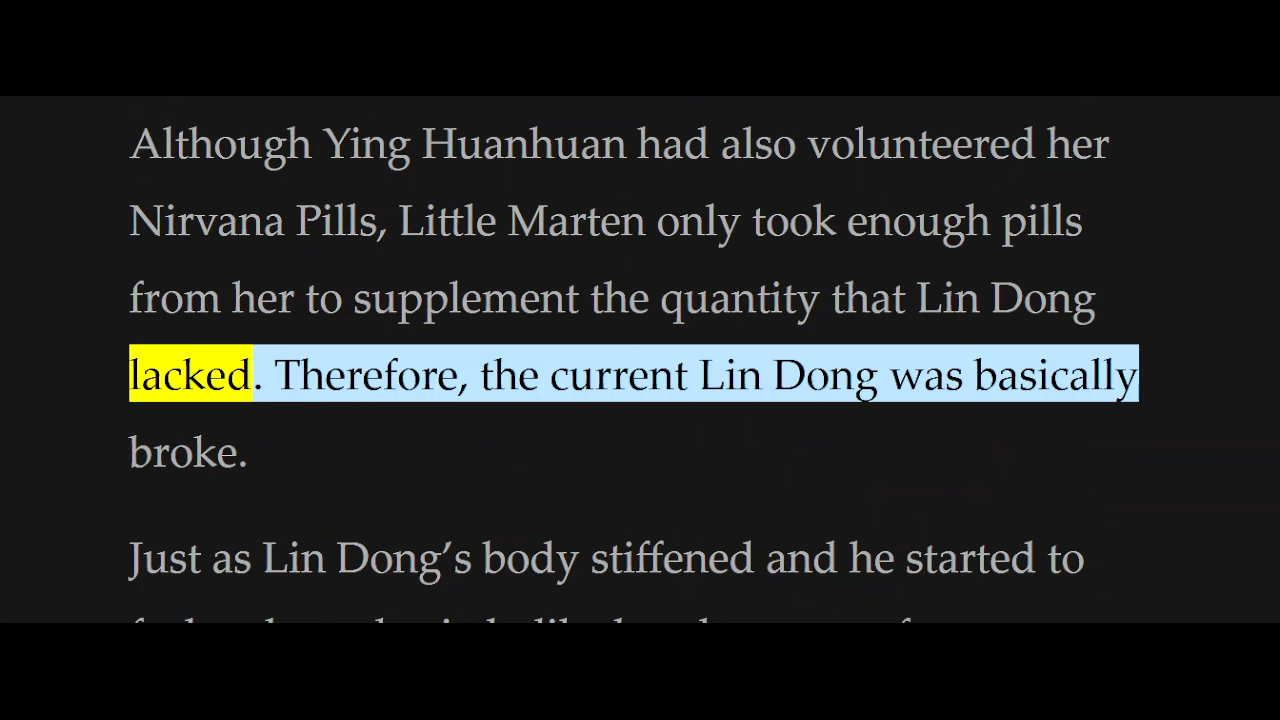 Although Ying Huanhuan had also volunteered her
Nirvana Pills, Little Marten only took enough pills
from her to supplement the quantity that Lin Dong
lacked. Therefore, the current Lin Dong was basically
broke.
Just as Lin Dong’s body stiffened and he started to